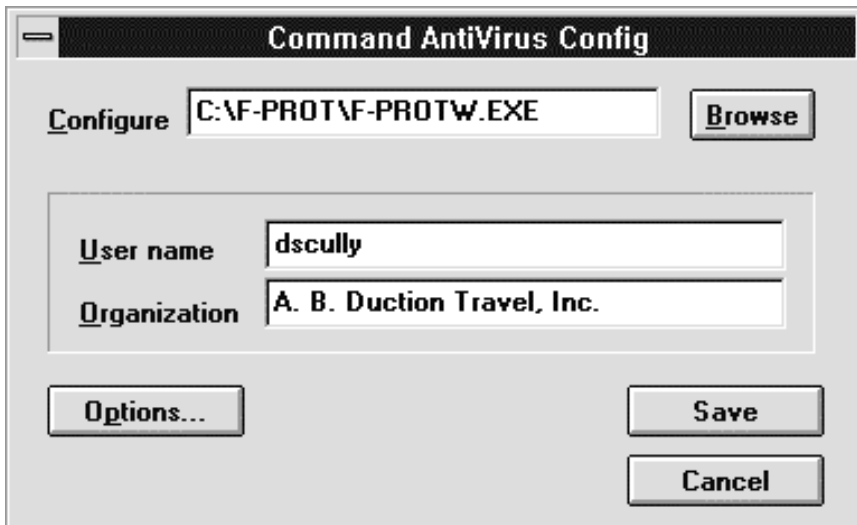 Command AntiVirus Config
Configure C:\F-PROT\F-PROTW.EXE Browse
User name dscully
Organization A. B. Duction Travel, Inc.
Options... Save
Cancel